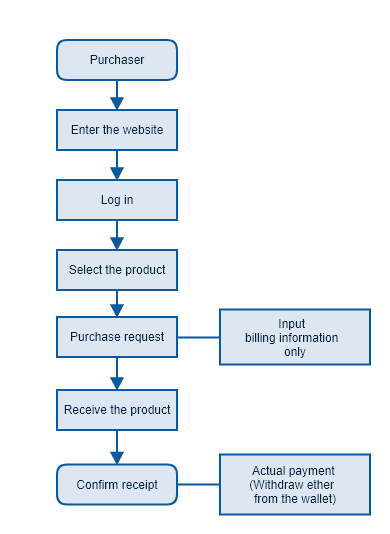 Purchaser
Enter the website
Log in
Select the product
Purchase request
Input
billing information
only
Receive the product
Confirm receipt
Actual payment
(Withdraw ether
from the wallet)